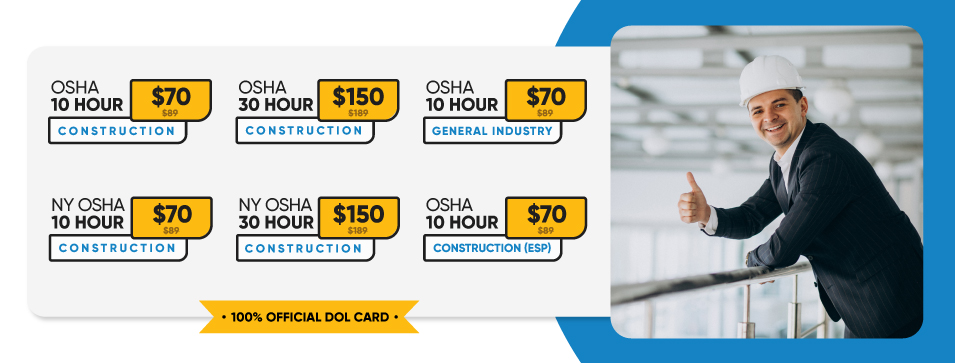 OSHA
10 HOUR
$70
$89
CONSTRUCTION
OSHA
30 HOUR
$150
$189
CONSTRUCTION
OSHA
10 HOUR
$70
$89
GENERAL INDUSTRY
NY OSHA
10 HOUR
$70
$89
CONSTRUCTION
NY OSHA
30 HOUR
$150
$189
CONSTRUCTION
OSHA
10 HOUR
$70
$89
CONSTRUCTION (ESP)
• 100% OFFICIAL DOL CARD •